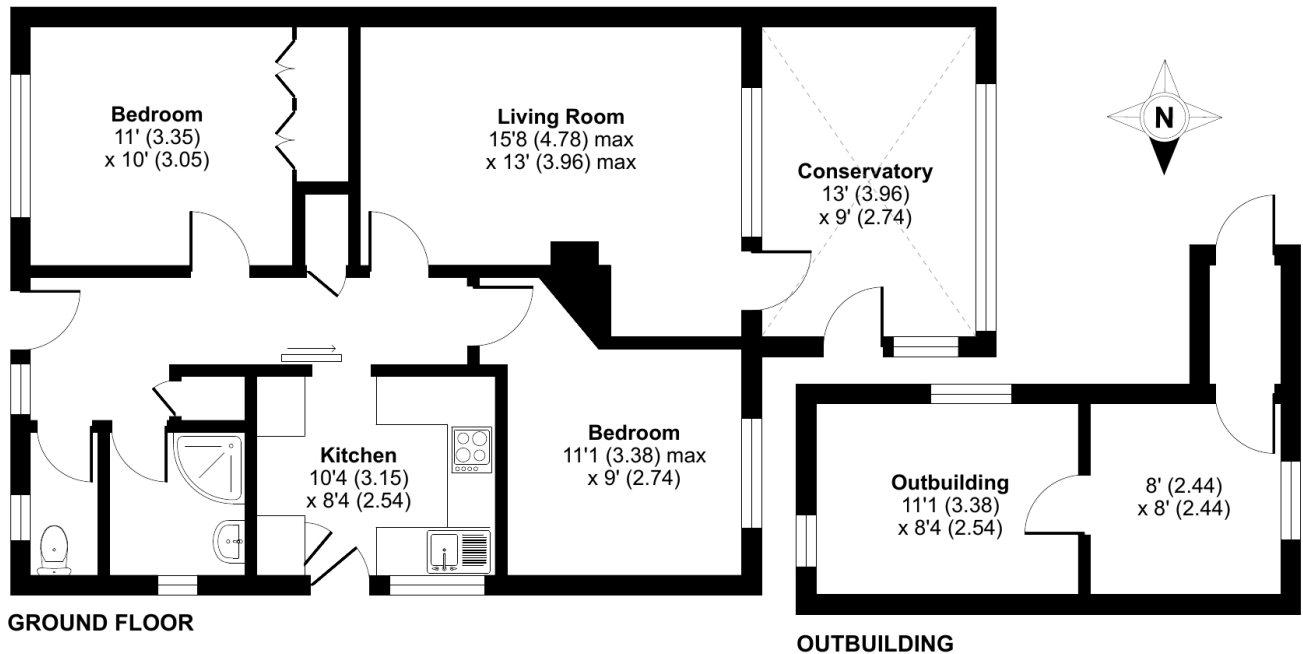 Bedroom
11' (3.35)
x 10' (3.05)
Living Room
15'8 (4.78) max
x 13' (3.96) max
Conservatory
13' (3.96)
x 9' (2.74)
N
Kitchen
10'4 (3.15)
x 8'4 (2.54)
Bedroom
11'1 (3.38) max
x 9' (2.74)
Outbuilding
11'1 (3.38)
x 8'4 (2.54)
8' (2.44)
x 8' (2.44)
GROUND FLOOR
OUTBUILDING